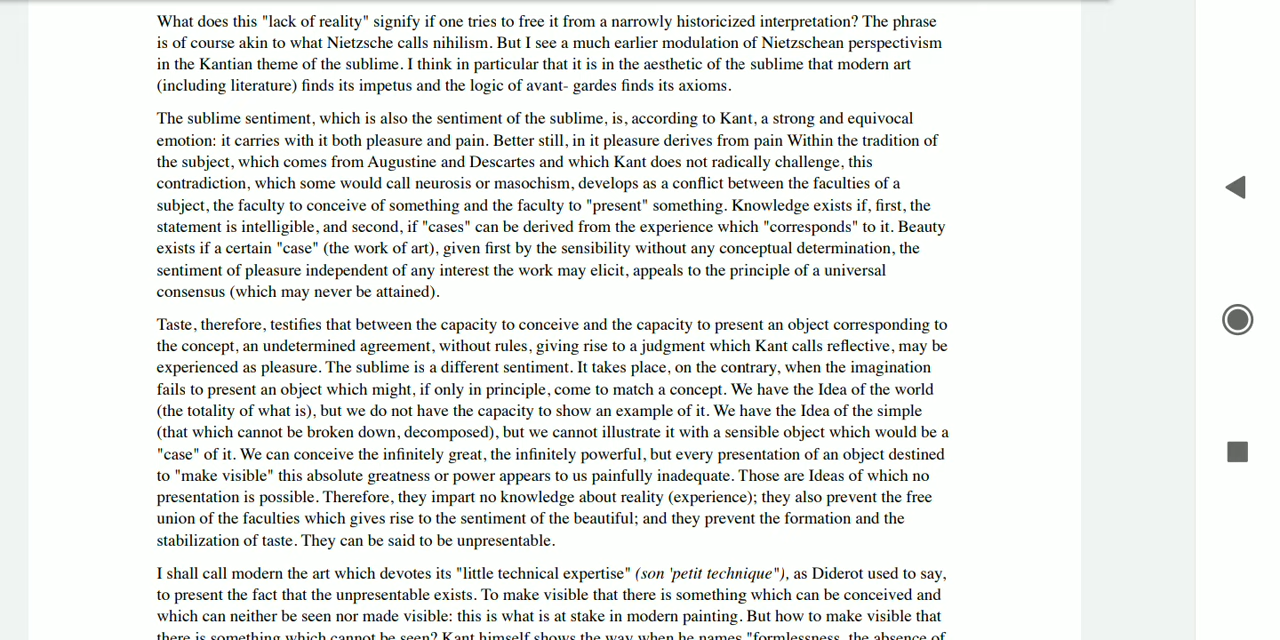 What does this "lack of reality" signify if one tries to free it from a narrowly historicized interpretation? The phrase
is of course akin to what Nietzsche calls nihilism. But I see a much earlier modulation of Nietzschean perspectivism
in the Kantian theme of the sublime. I think in particular that it is in the aesthetic of the sublime that modern art
(including literature) finds its impetus and the logic of avant- gardes finds its axioms.
The sublime sentiment, which is also the sentiment of the sublime, is, according to Kant, a strong and equivocal
emotion: it carries with it both pleasure and pain. Better still, in it pleasure derives from pain Within the tradition of
the subject, which comes from Augustine and Descartes and which Kant does not radically challenge, this
contradiction, which some would call neurosis or masochism, develops as a conflict between the faculties of a
subject, the faculty to conceive of something and the faculty to "present" something. Knowledge exists if, first, the
statement is intelligible, and second, if "cases" can be derived from the experience which "corresponds" to it. Beauty
exists if a certain "case" (the work of art), given first by the sensibility without any conceptual determination, the
sentiment of pleasure independent of any interest the work may elicit, appeals to the principle of a universal
consensus (which may never be attained).
Taste, therefore, testifies that between the capacity to conceive and the capacity to present an object corresponding to
the concept, an undetermined agreement, without rules, giving rise to a judgment which Kant calls reflective, may be
experienced as pleasure. The sublime is a different sentiment. It takes place, on the contrary, when the imagination
fails to present an object which might, if only in principle, come to match a concept. We have the Idea of the world
(the totality of what is), but we do not have the capacity to show an example of it. We have the Idea of the simple
(that which cannot be broken down, decomposed), but we cannot illustrate it with a sensible object which would be a
"case" of it. We can conceive the infinitely great, the infinitely powerful, but every presentation of an object destined
to "make visible" this absolute greatness or power appears to us painfully inadequate. Those are Ideas of which no
presentation is possible. Therefore, they impart no knowledge about reality (experience); they also prevent the free
union of the faculties which gives rise to the sentiment of the beautiful; and they prevent the formation and the
stabilization of taste. They can be said to be unpresentable.
I shall call modern the art which devotes its "little technical expertise" (son 'petit technique"), as Diderot used to say,
to present the fact that the unpresentable exists. To make visible that there is something which can be conceived and
which can neither be seen nor made visible: this is what is at stake in modern painting. But how to make visible that
there is something which cannot be seen? Kant himself shows the way when he names "formlessness, the absence of